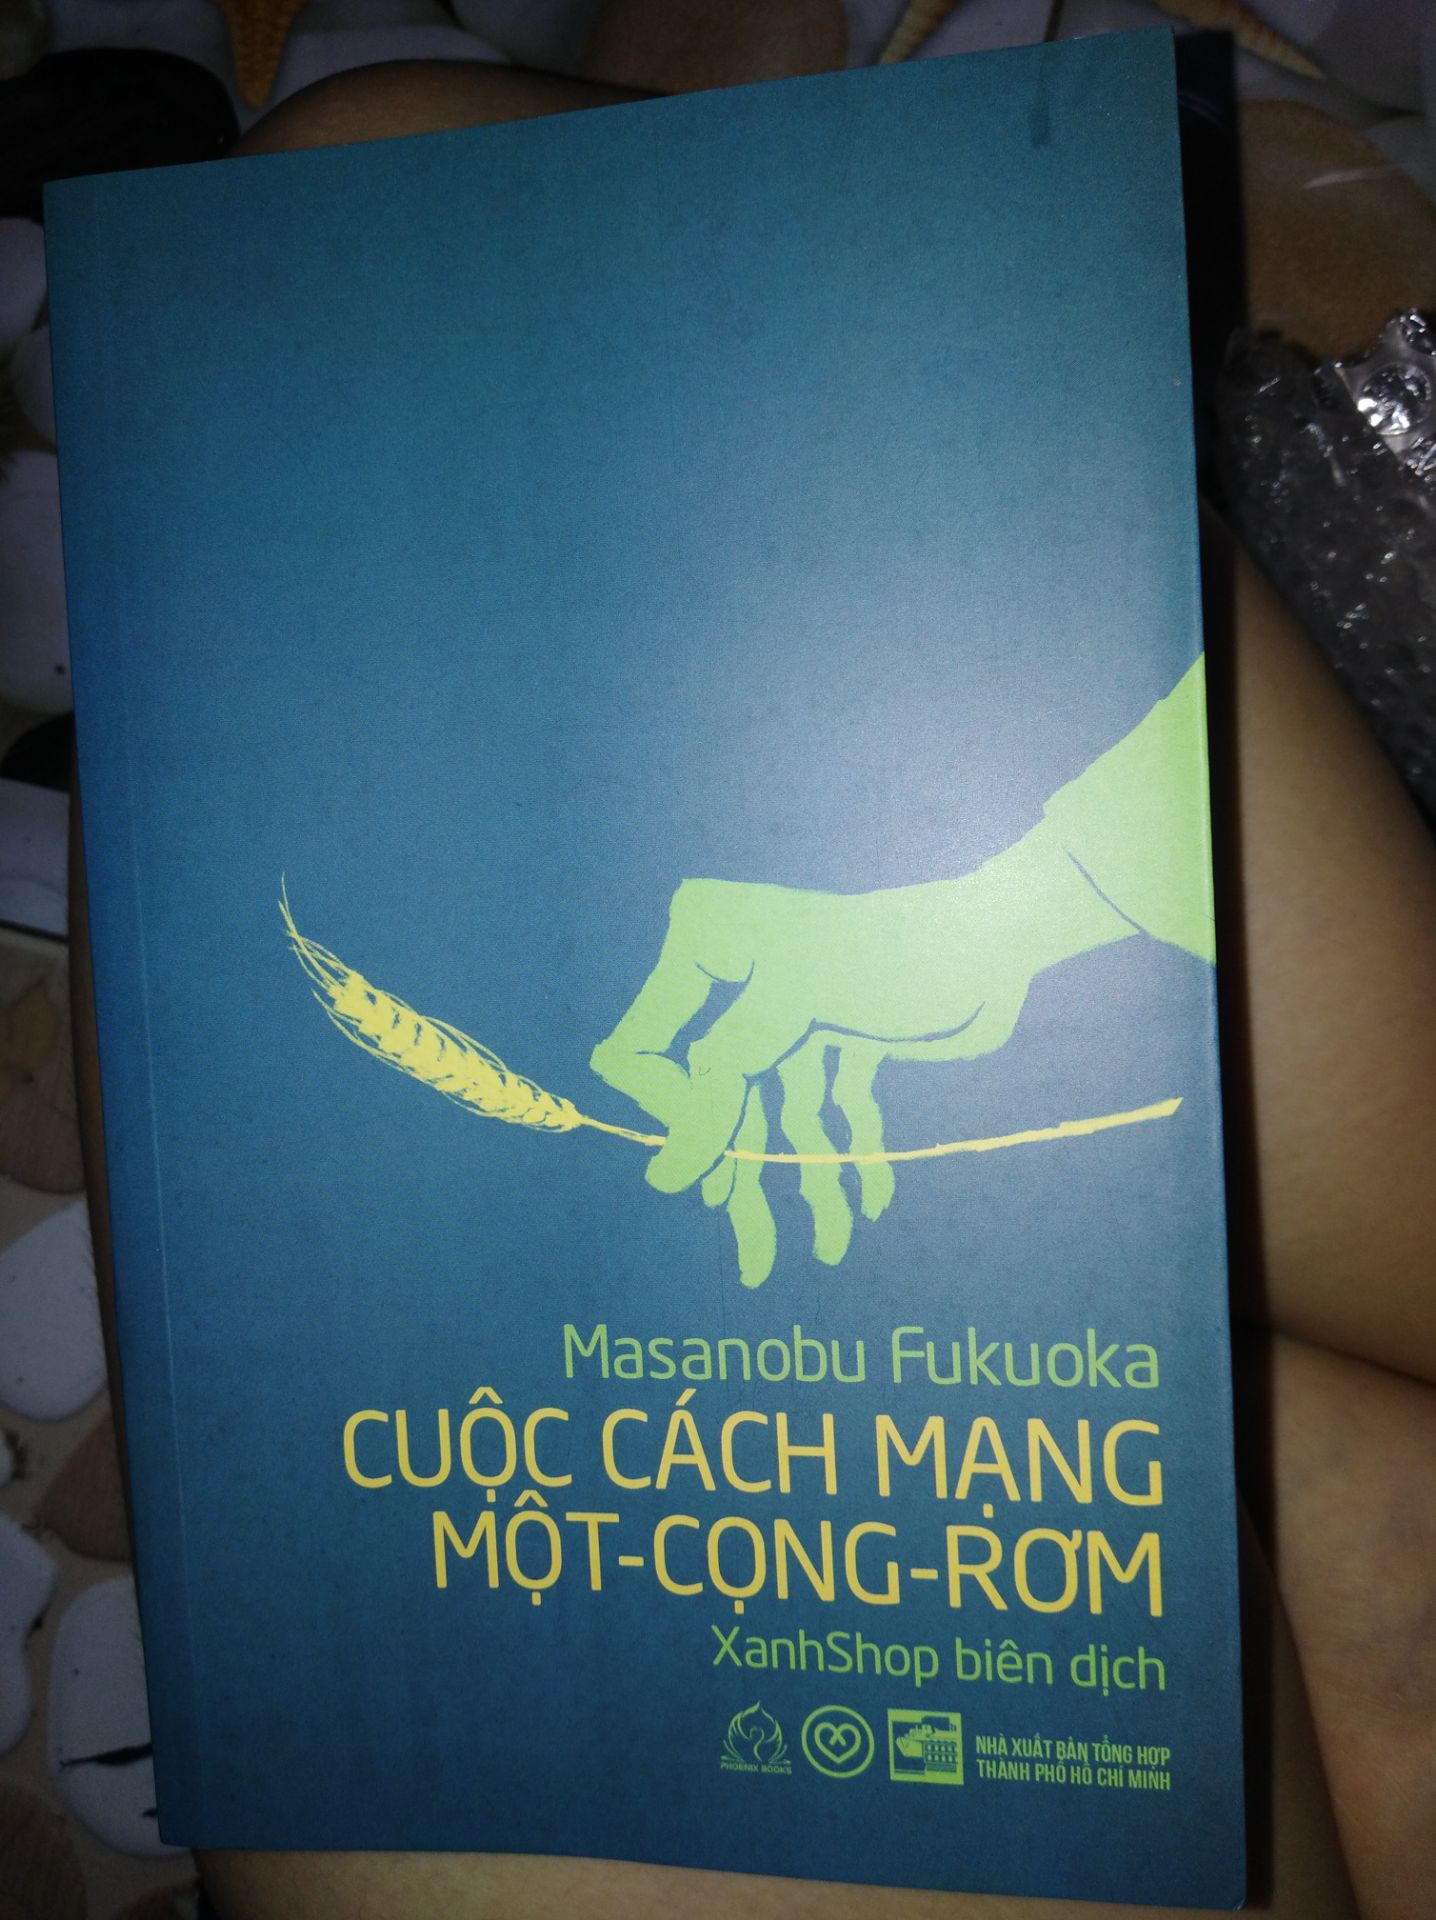 Masanobu Fukuoka
CUỘC CÁCH MẠNG
MỘT-CỌNG-RƠM
XanhShop biên dịch
PHOENIX BOOKS
NHÀ XUẤT BẢN TỔNG HỢP
THÀNH PHỐ HỒ CHÍ MINH